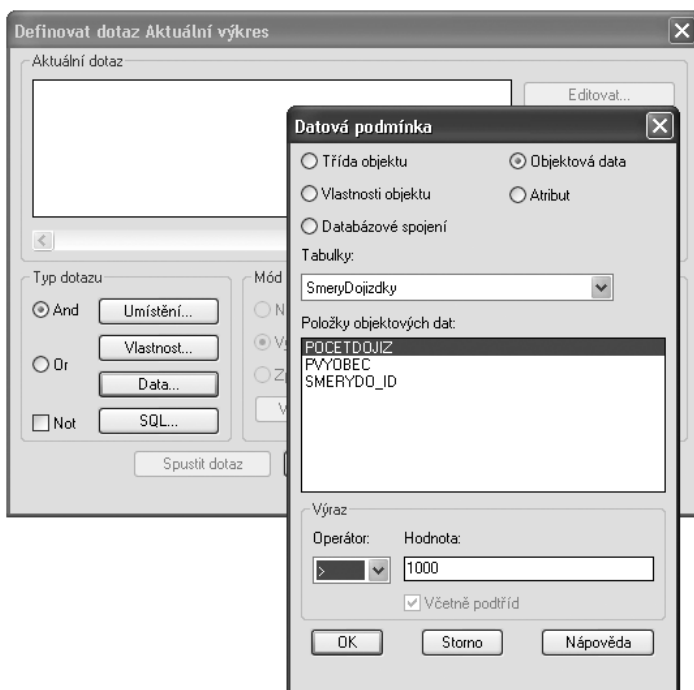 Definovat dotaz Aktuální výkres
Aktuální dotaz
Editovat...
Typ dotazu
And
Umístění...
Vlastnost...
Or
Data...
Not
SQL...
Mód
Spustit dotaz
Datová podmínka
Třída objektu
Objektová data
Vlastnosti objektu
Atribut
Databázové spojení
Tabulky:
SmeryDojizdky
Položky objektových dat:
POCETDOJIZ
PVYOBEC
SMERYDO_ID
Výraz
Operátor:
Hodnota:
>
1000
Včetně podtříd
OK
Storno
Nápověda